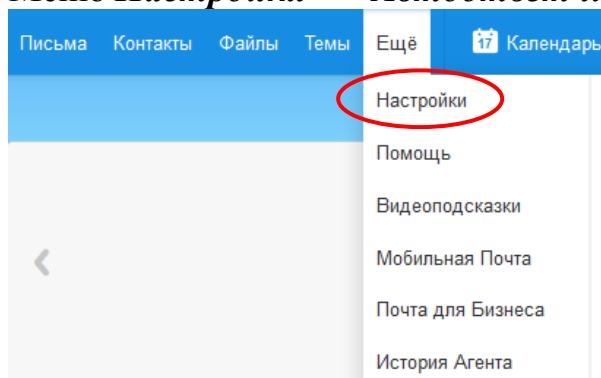 Письма Контакты Файлы Темы Ещё 17 Календарь
Настройки
Помощь
Видеоподсказки
Мобильная Почта
Почта для Бизнеса
История Агента